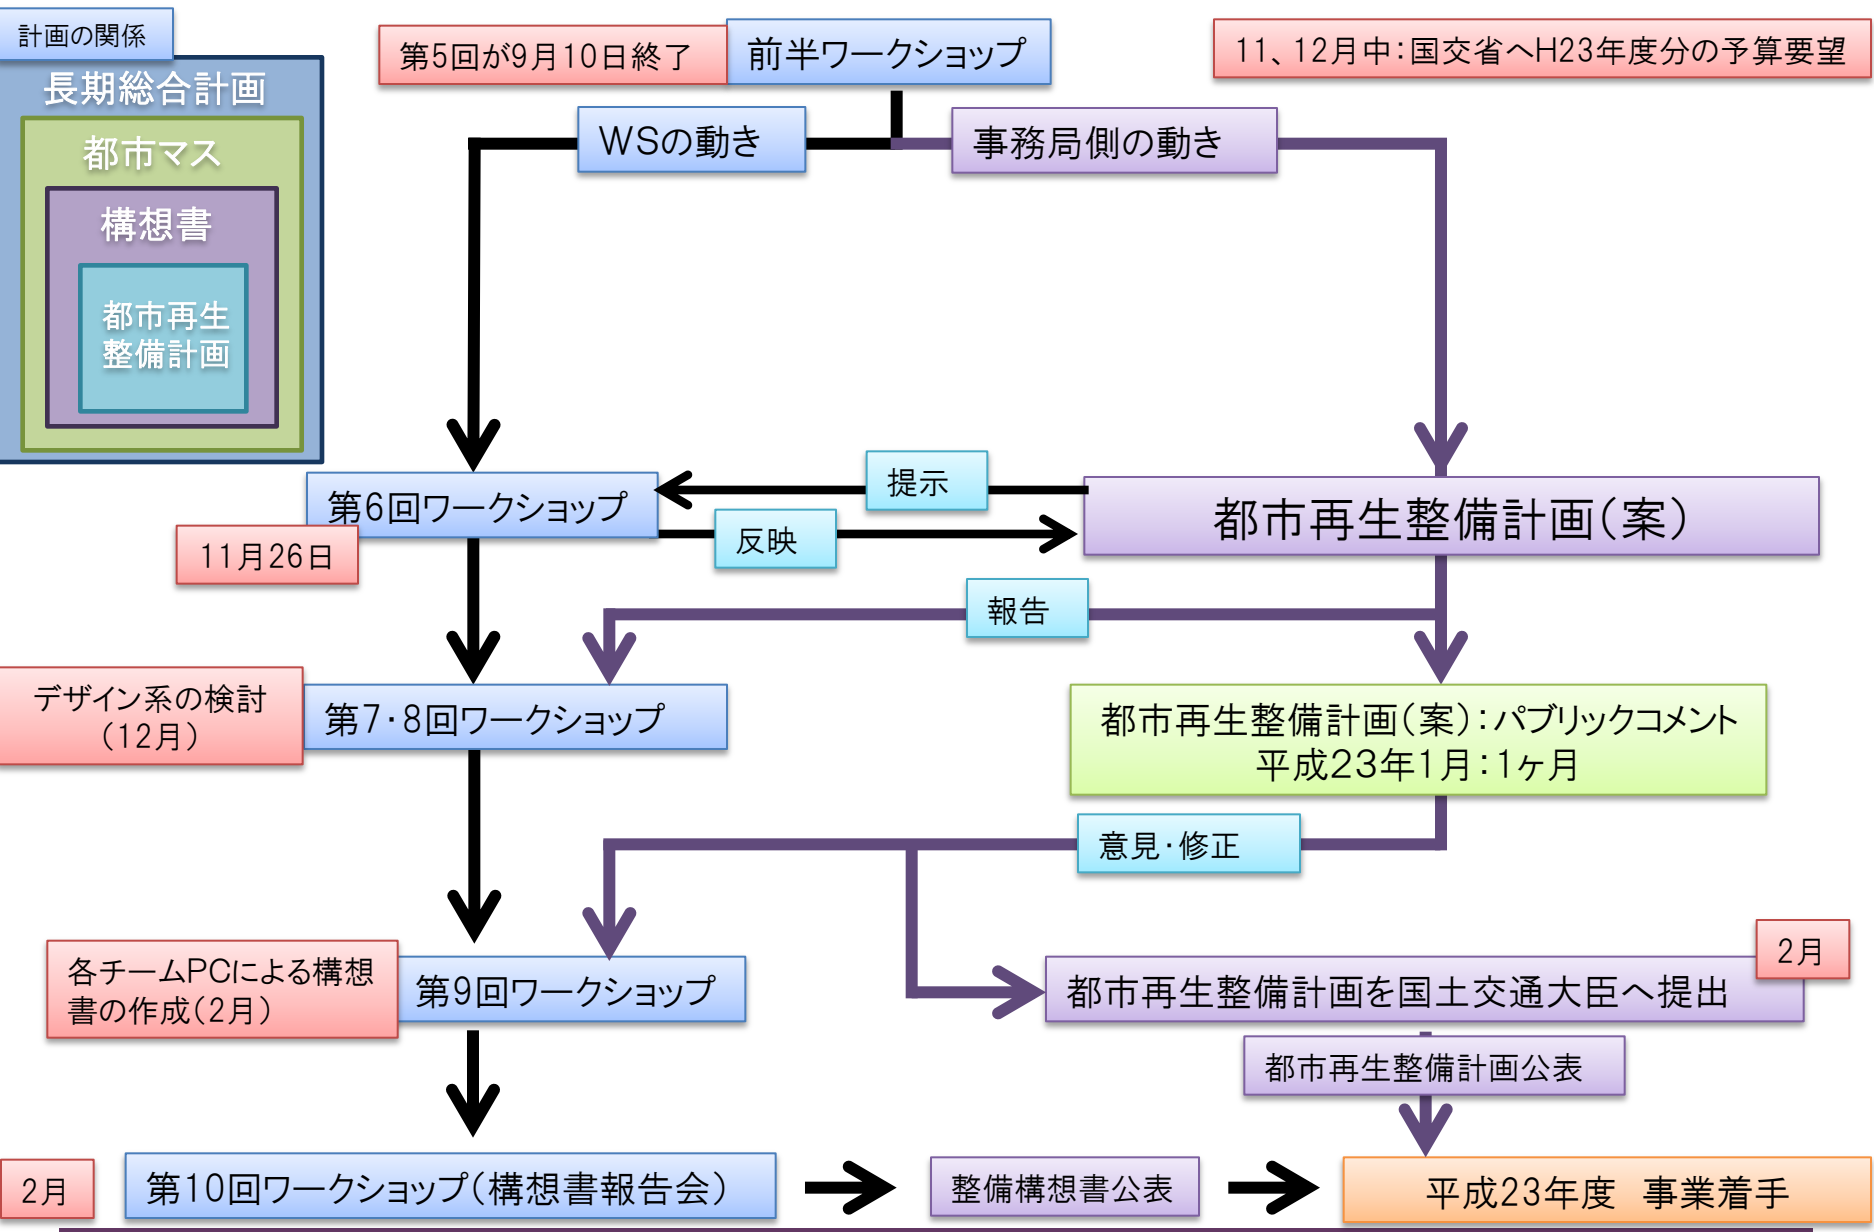 計画の関係
長期総合計画
都市マス
構想書
都市再生
整備計画
第5回が9月10日終了
前半ワークショップ
11、12月中：国交省へH23年度分の予算要望
WSの動き
事務局側の動き
提示
反映
第6回ワークショップ
11月26日
都市再生整備計画（案）
報告
デザイン系の検討
（12月）
第7・8回ワークショップ
都市再生整備計画（案）：パブリックコメント
平成23年1月：1ヶ月
意見・修正
各チームPCによる構想
書の作成（2月）
第9回ワークショップ
2月
都市再生整備計画を国土交通大臣へ提出
都市再生整備計画公表
2月
第10回ワークショップ（構想書報告会）
整備構想書公表
平成23年度　事業着手